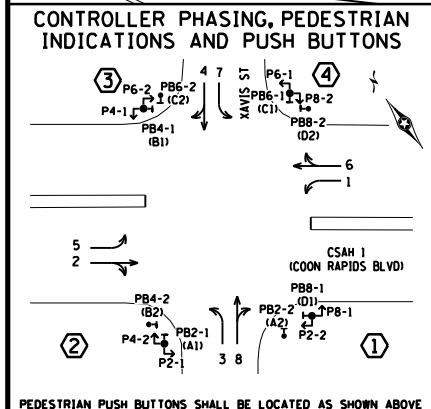 CONTROLLER PHASING, PEDESTRIAN
INDICATIONS AND PUSH BUTTONS
3
P6-2
PB6-2
(C2)
P4-1
PB4-1
(B1)
4 7
XAVIS ST
P6-1
4
PB6-1
(C1)
P8-2
PB8-2
(D2)
6
1
5
2
CSAH 1
(COON RAPIDS BLVD)
PB4-2
(B2)
P4-2
PB2-1
(A1)
P2-1
2
3 8
PB8-1
(D1)
PB2-2
(A2)
P8-1
P2-2
1
PEDESTRIAN PUSH BUTTONS SHALL BE LOCATED AS SHOWN ABOVE